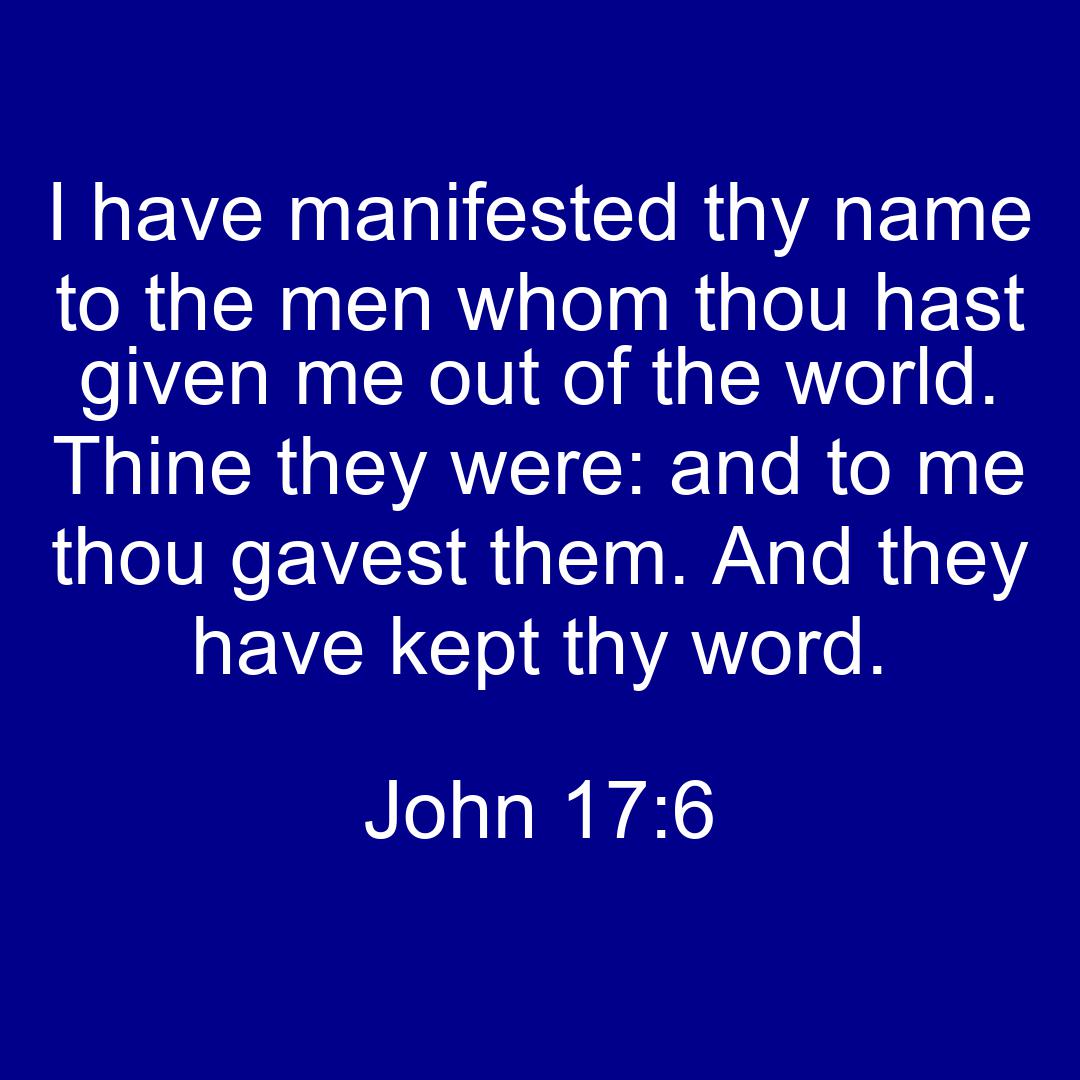 I have manifested thy name
to the men whom thou hast
given me out of the world.
Thine they were: and to me
thou gavest them. And they
have kept thy word.
John 17:6